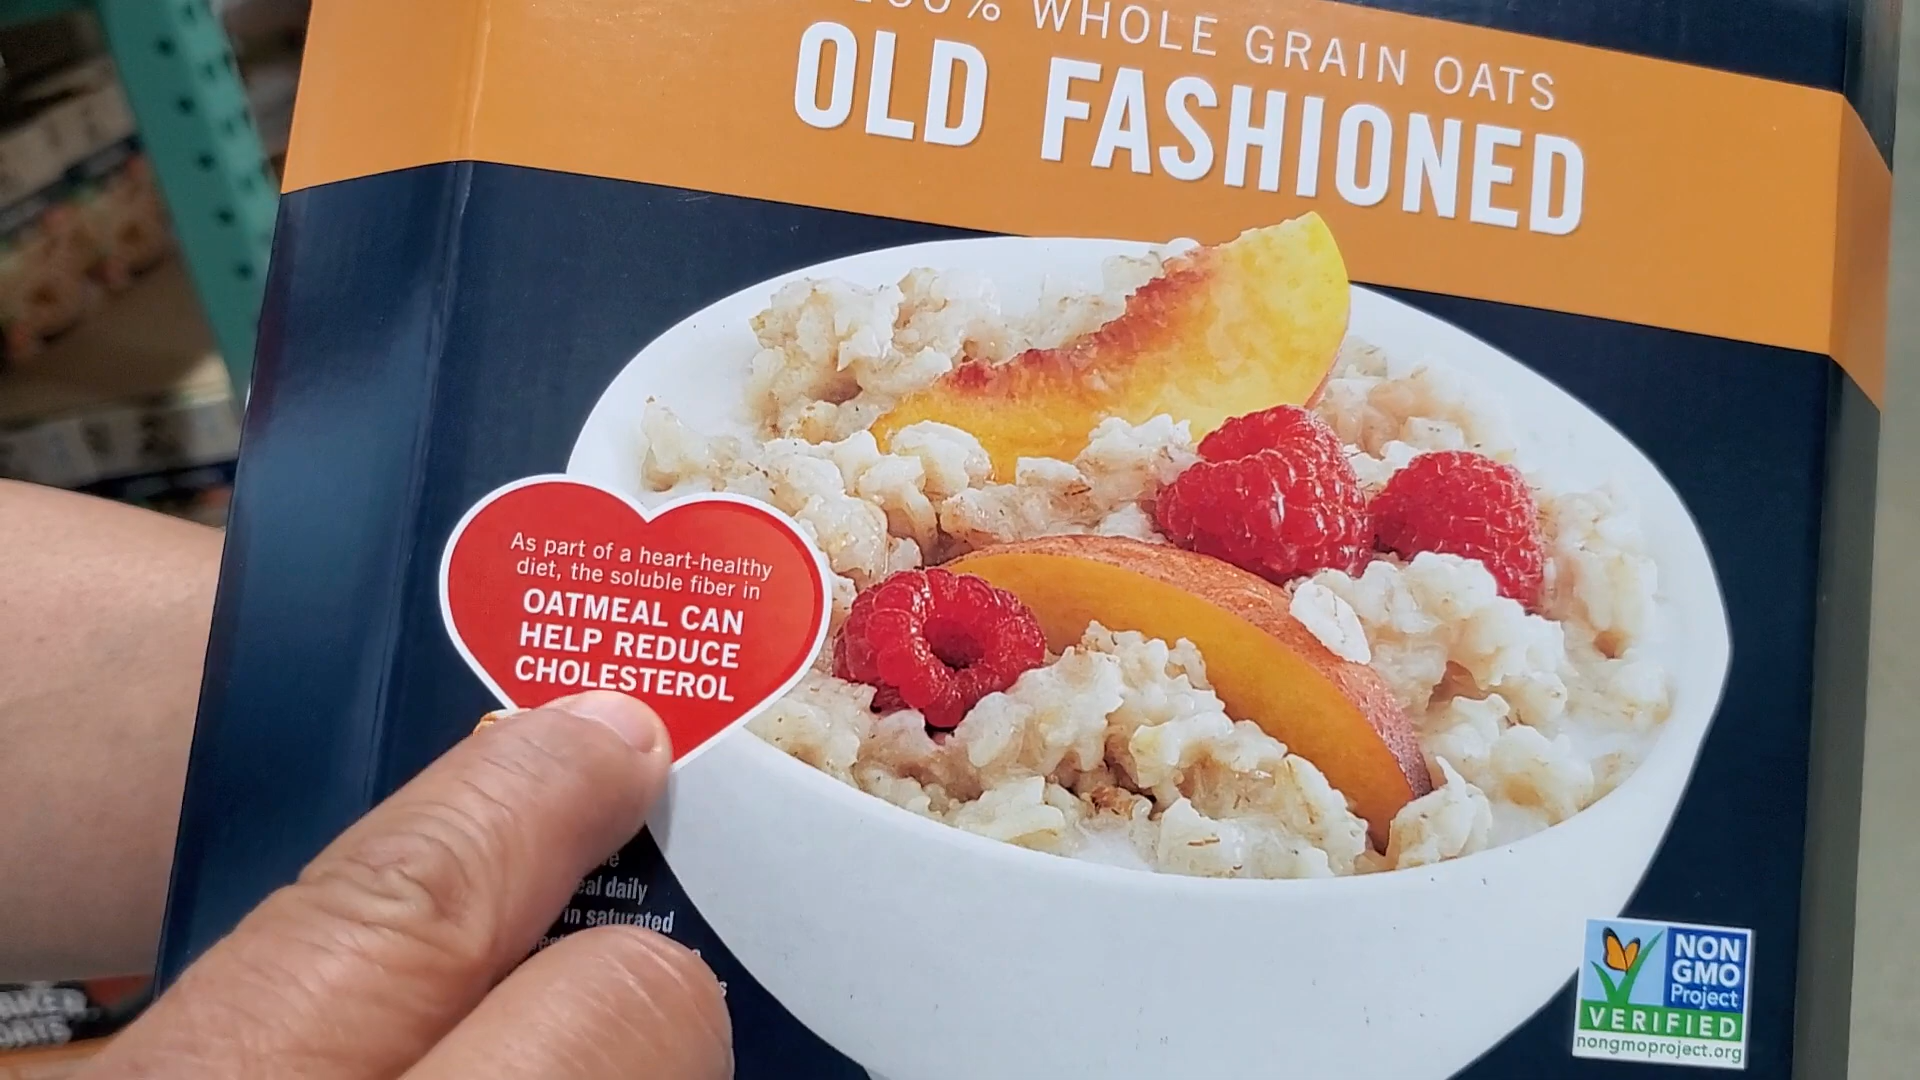 WHOLE GRAIN OATS
OLD FASHIONED
As part of a heart-healthy
diet, the soluble fiber in
OATMEAL CAN
HELP REDUCE
CHOLESTEROL
daily
in saturated
NON
GMO
Project
VERIFIED
nongmoproject.org
OATS